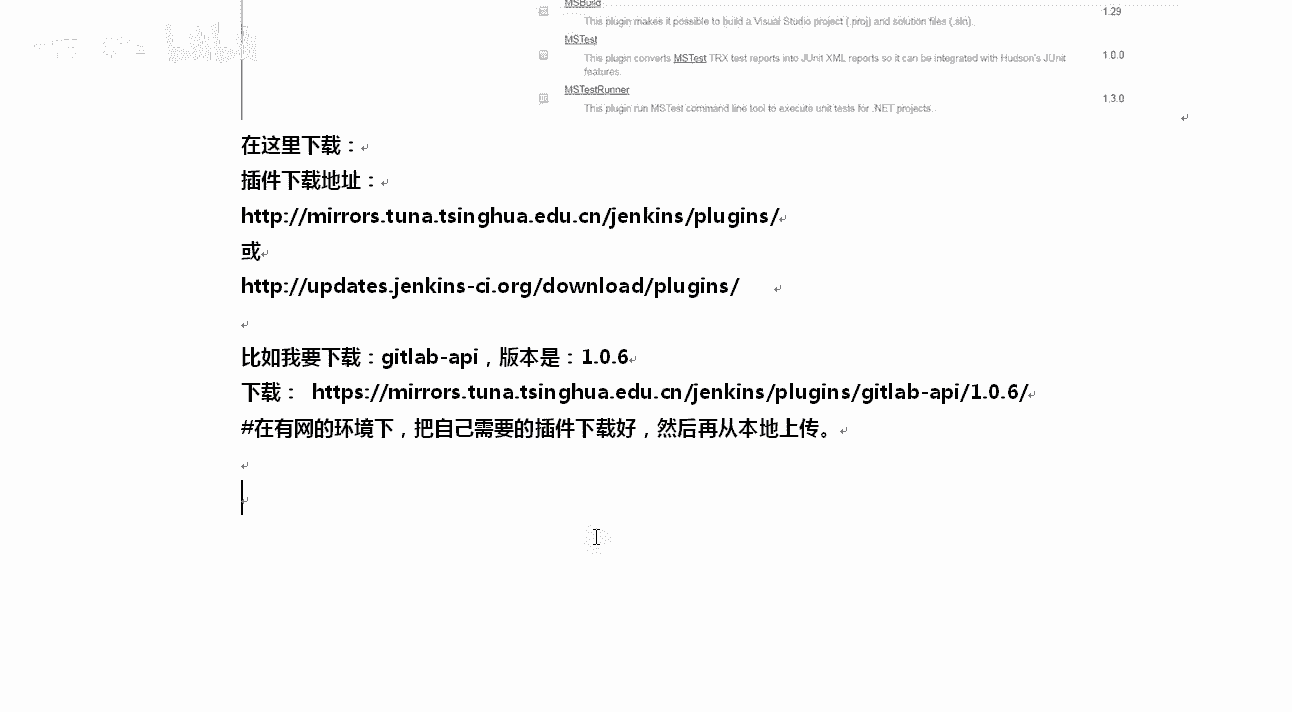 MSBuild
This plugin makes it possible to build a Visual Studio project (.proj) and solution files (.sln).
1.29
MSTest
This plugin converts MSTest TRX test reports into JUnit XML reports so it can be integrated with Hudson's JUnit
features.
1.0.0
MSTestRunner
This plugin run MSTest command line tool to execute unit tests for .NET projects.
1.3.0
在这里下载：
插件下载地址：
http://mirrors.tuna.tsinghua.edu.cn/jenkins/plugins/
或
http://updates.jenkins-ci.org/download/plugins/
比如我要下载：gitlab-api，版本是：1.0.6
下载： https://mirrors.tuna.tsinghua.edu.cn/jenkins/plugins/gitlab-api/1.0.6/
#在有网的环境下，把自己需要的插件下载好，然后再从本地上传。